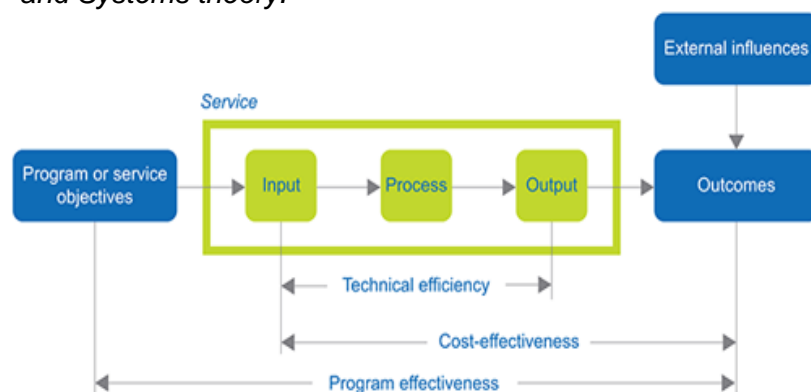 and Systems theory.
External influences
Service
Program or service
objectives
Input
Process
Output
Outcomes
Technical efficiency
Cost-effectiveness
Program effectiveness